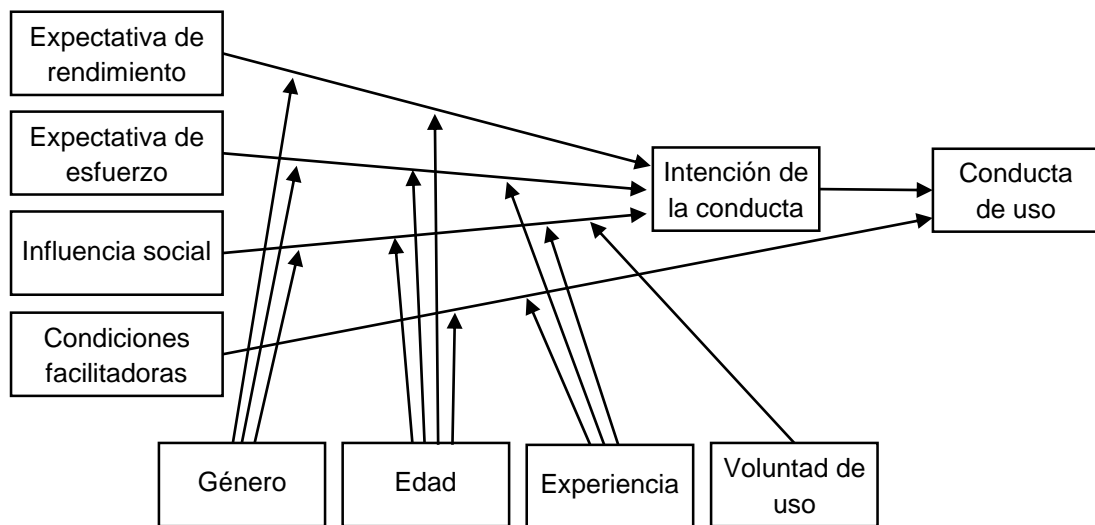 Expectativa de
rendimiento
Expectativa de
esfuerzo
Influencia social
Condiciones
facilitadoras
Intención de
la conducta
Conducta
de uso
Género
Edad
Experiencia
Voluntad de
uso